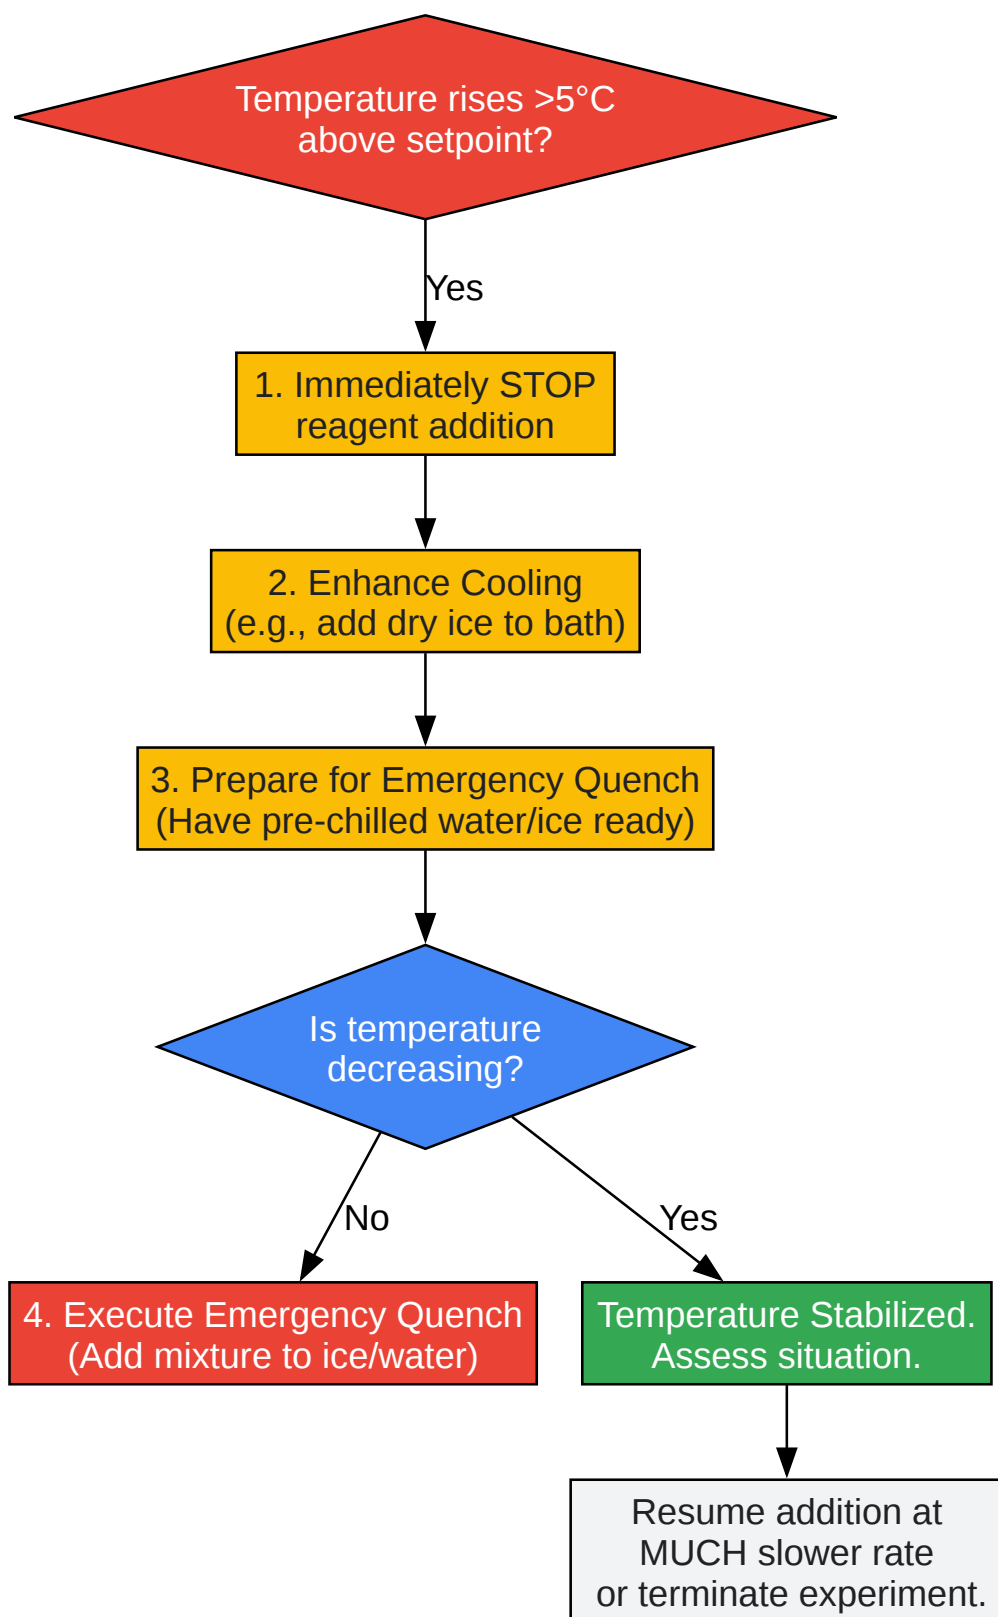 Temperature rises >5°C
above setpoint?
Yes
1. Immediately STOP
reagent addition
2. Enhance Cooling
(e.g., add dry ice to bath)
3. Prepare for Emergency Quench
(Have pre-chilled water/ice ready)
Is temperature
decreasing?
No
Yes
4. Execute Emergency Quench
(Add mixture to ice/water)
Temperature Stabilized.
Assess situation.
Resume addition at
MUCH slower rate
or terminate experiment.